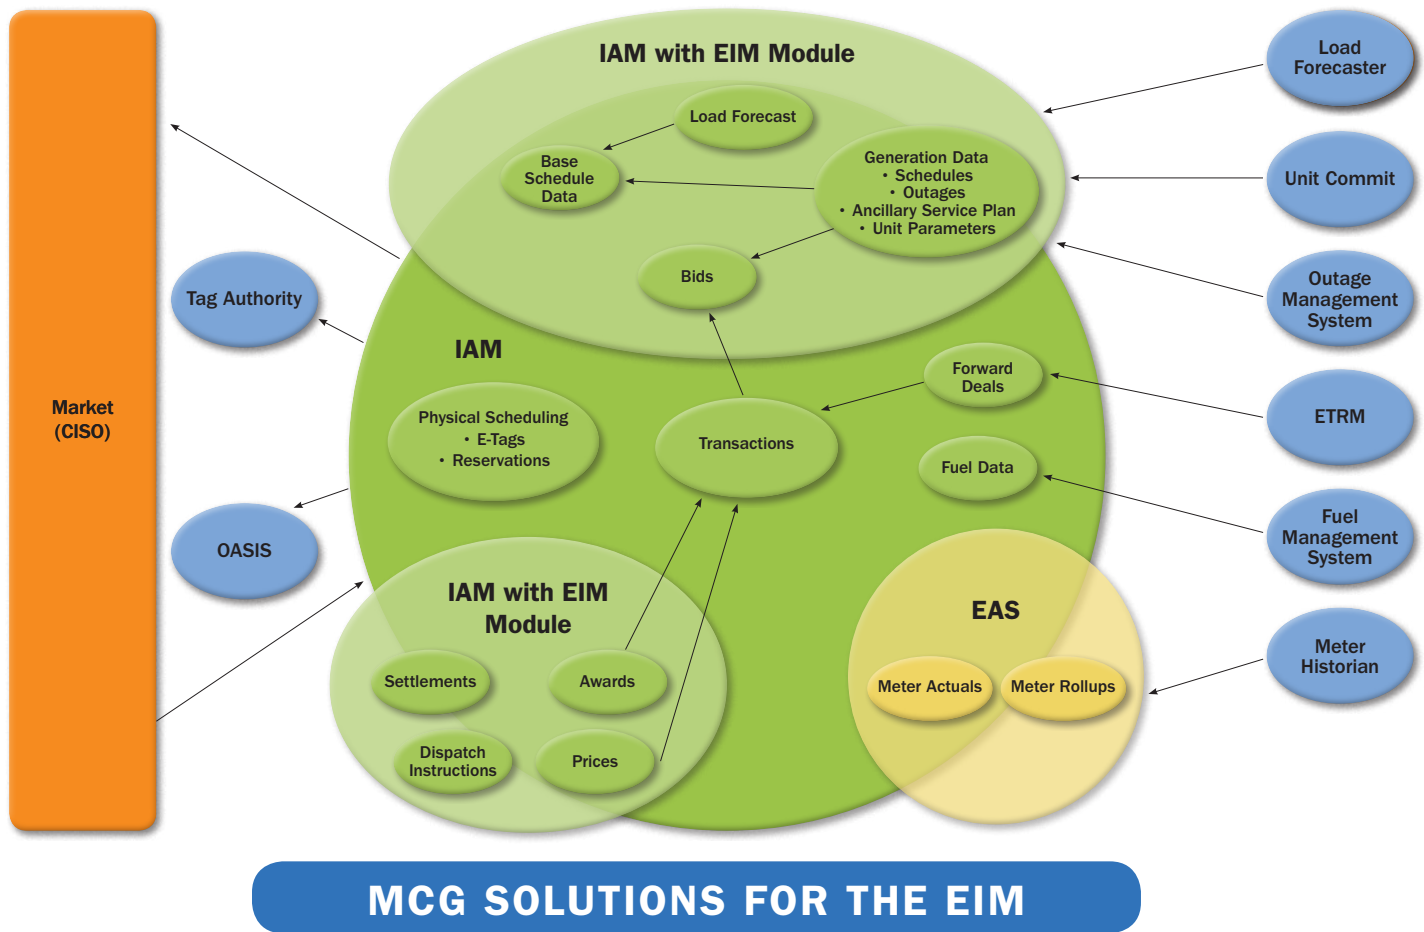 IAM with EIM Module
Load
Forecaster
Load Forecast
Base
Schedule
Data
Generation Data
• Schedules
• Outages
• Ancillary Service Plan
• Unit Parameters
Unit Commit
Bids
Tag Authority
Outage
Management
System
IAM
Forward
Deals
Market
(CISO)
Physical Scheduling
• E-Tags
• Reservations
Transactions
ETRM
Fuel Data
OASIS
Fuel
Management
System
IAM with EIM
Module
EAS
Settlements
Awards
Meter Actuals
Meter Rollups
Meter
Historian
Dispatch
Instructions
Prices
MCG SOLUTIONS FOR THE EIM